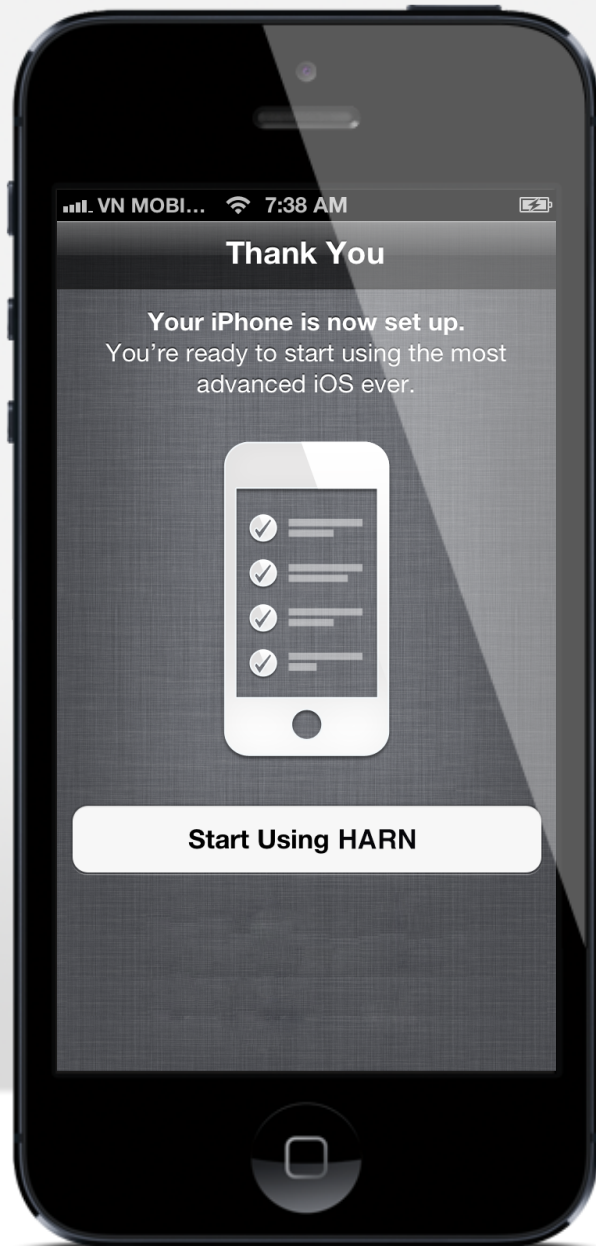 VN MOBI... 7:38 AM
Thank You
Your iPhone is now set up.
You're ready to start using the most
advanced iOS ever.
Start Using HARN